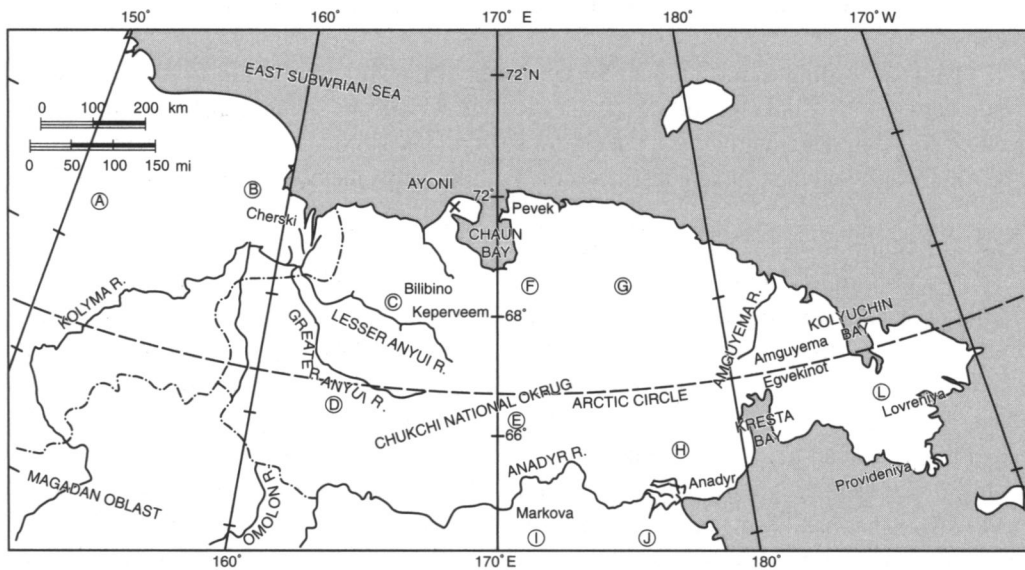 150°
160°
170° E
180°
170° W
EAST SUBWRIAN SEA
72°N
0 100 200 km
0 50 100 150 mi
A
B
AYONI
72°
Cherski
Pevek
CHAUN
BAY
Bilibino
C
F
G
KOLYMA R.
Keperveem
68°
LESSER ANYUI R.
GREATER ANYUI R.
AMGUYEMA R.
KOLYUCHIN
BAY
Amguyema
Egvekinot
D
CHUKCHI NATIONAL OKRUG
ARCTIC CIRCLE
L
Lovreniya
E
66°
KRESTA
BAY
H
ANADYR R.
Provideniya
MAGADAN OBLAST
OMOLON R.
Anadyr
Markova
I
J
160°
170° E
180°